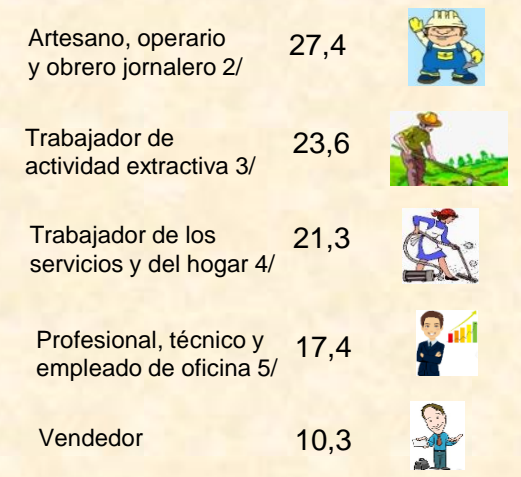 Artesano, operario
y obrero jornalero 2/
27,4
Trabajador de
actividad extractiva 3/
23,6
Trabajador de los
servicios y del hogar 4/
21,3
Profesional, técnico y
empleado de oficina 5/
17,4
Vendedor
10,3